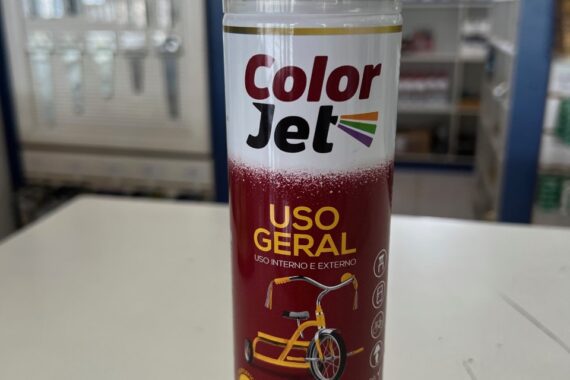 Color
Jet
USO
GERAL
USO INTERNO E EXTERNO